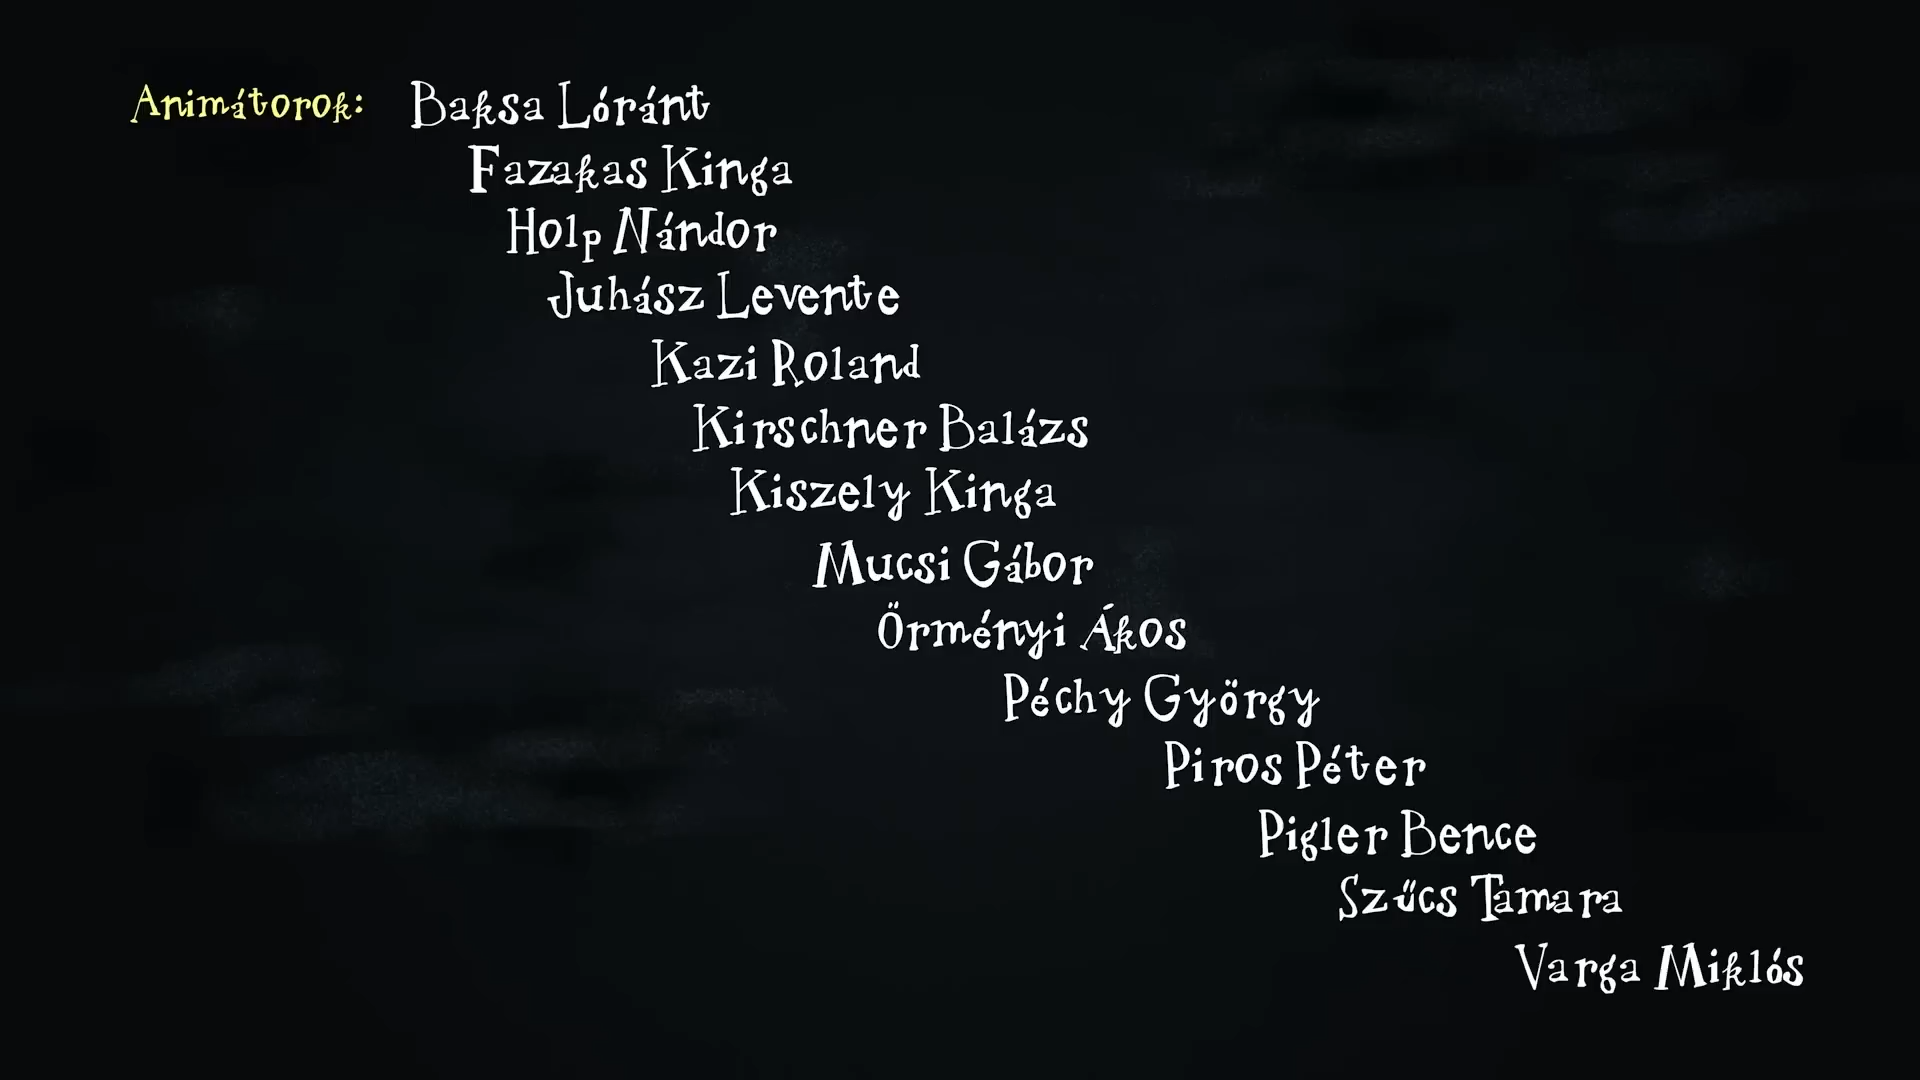 Animátorok: Baksa Lóránt
Fazakas Kinga
Holp Nándor
Juhász Levente
Kazi Roland
Kirschner Balázs
Kiszely Kinga
Mucsi Gábor
Őrményi Ákos
Péchy György
Piros Péter
Pigler Bence
Szűcs Tamara
Varga Miklós